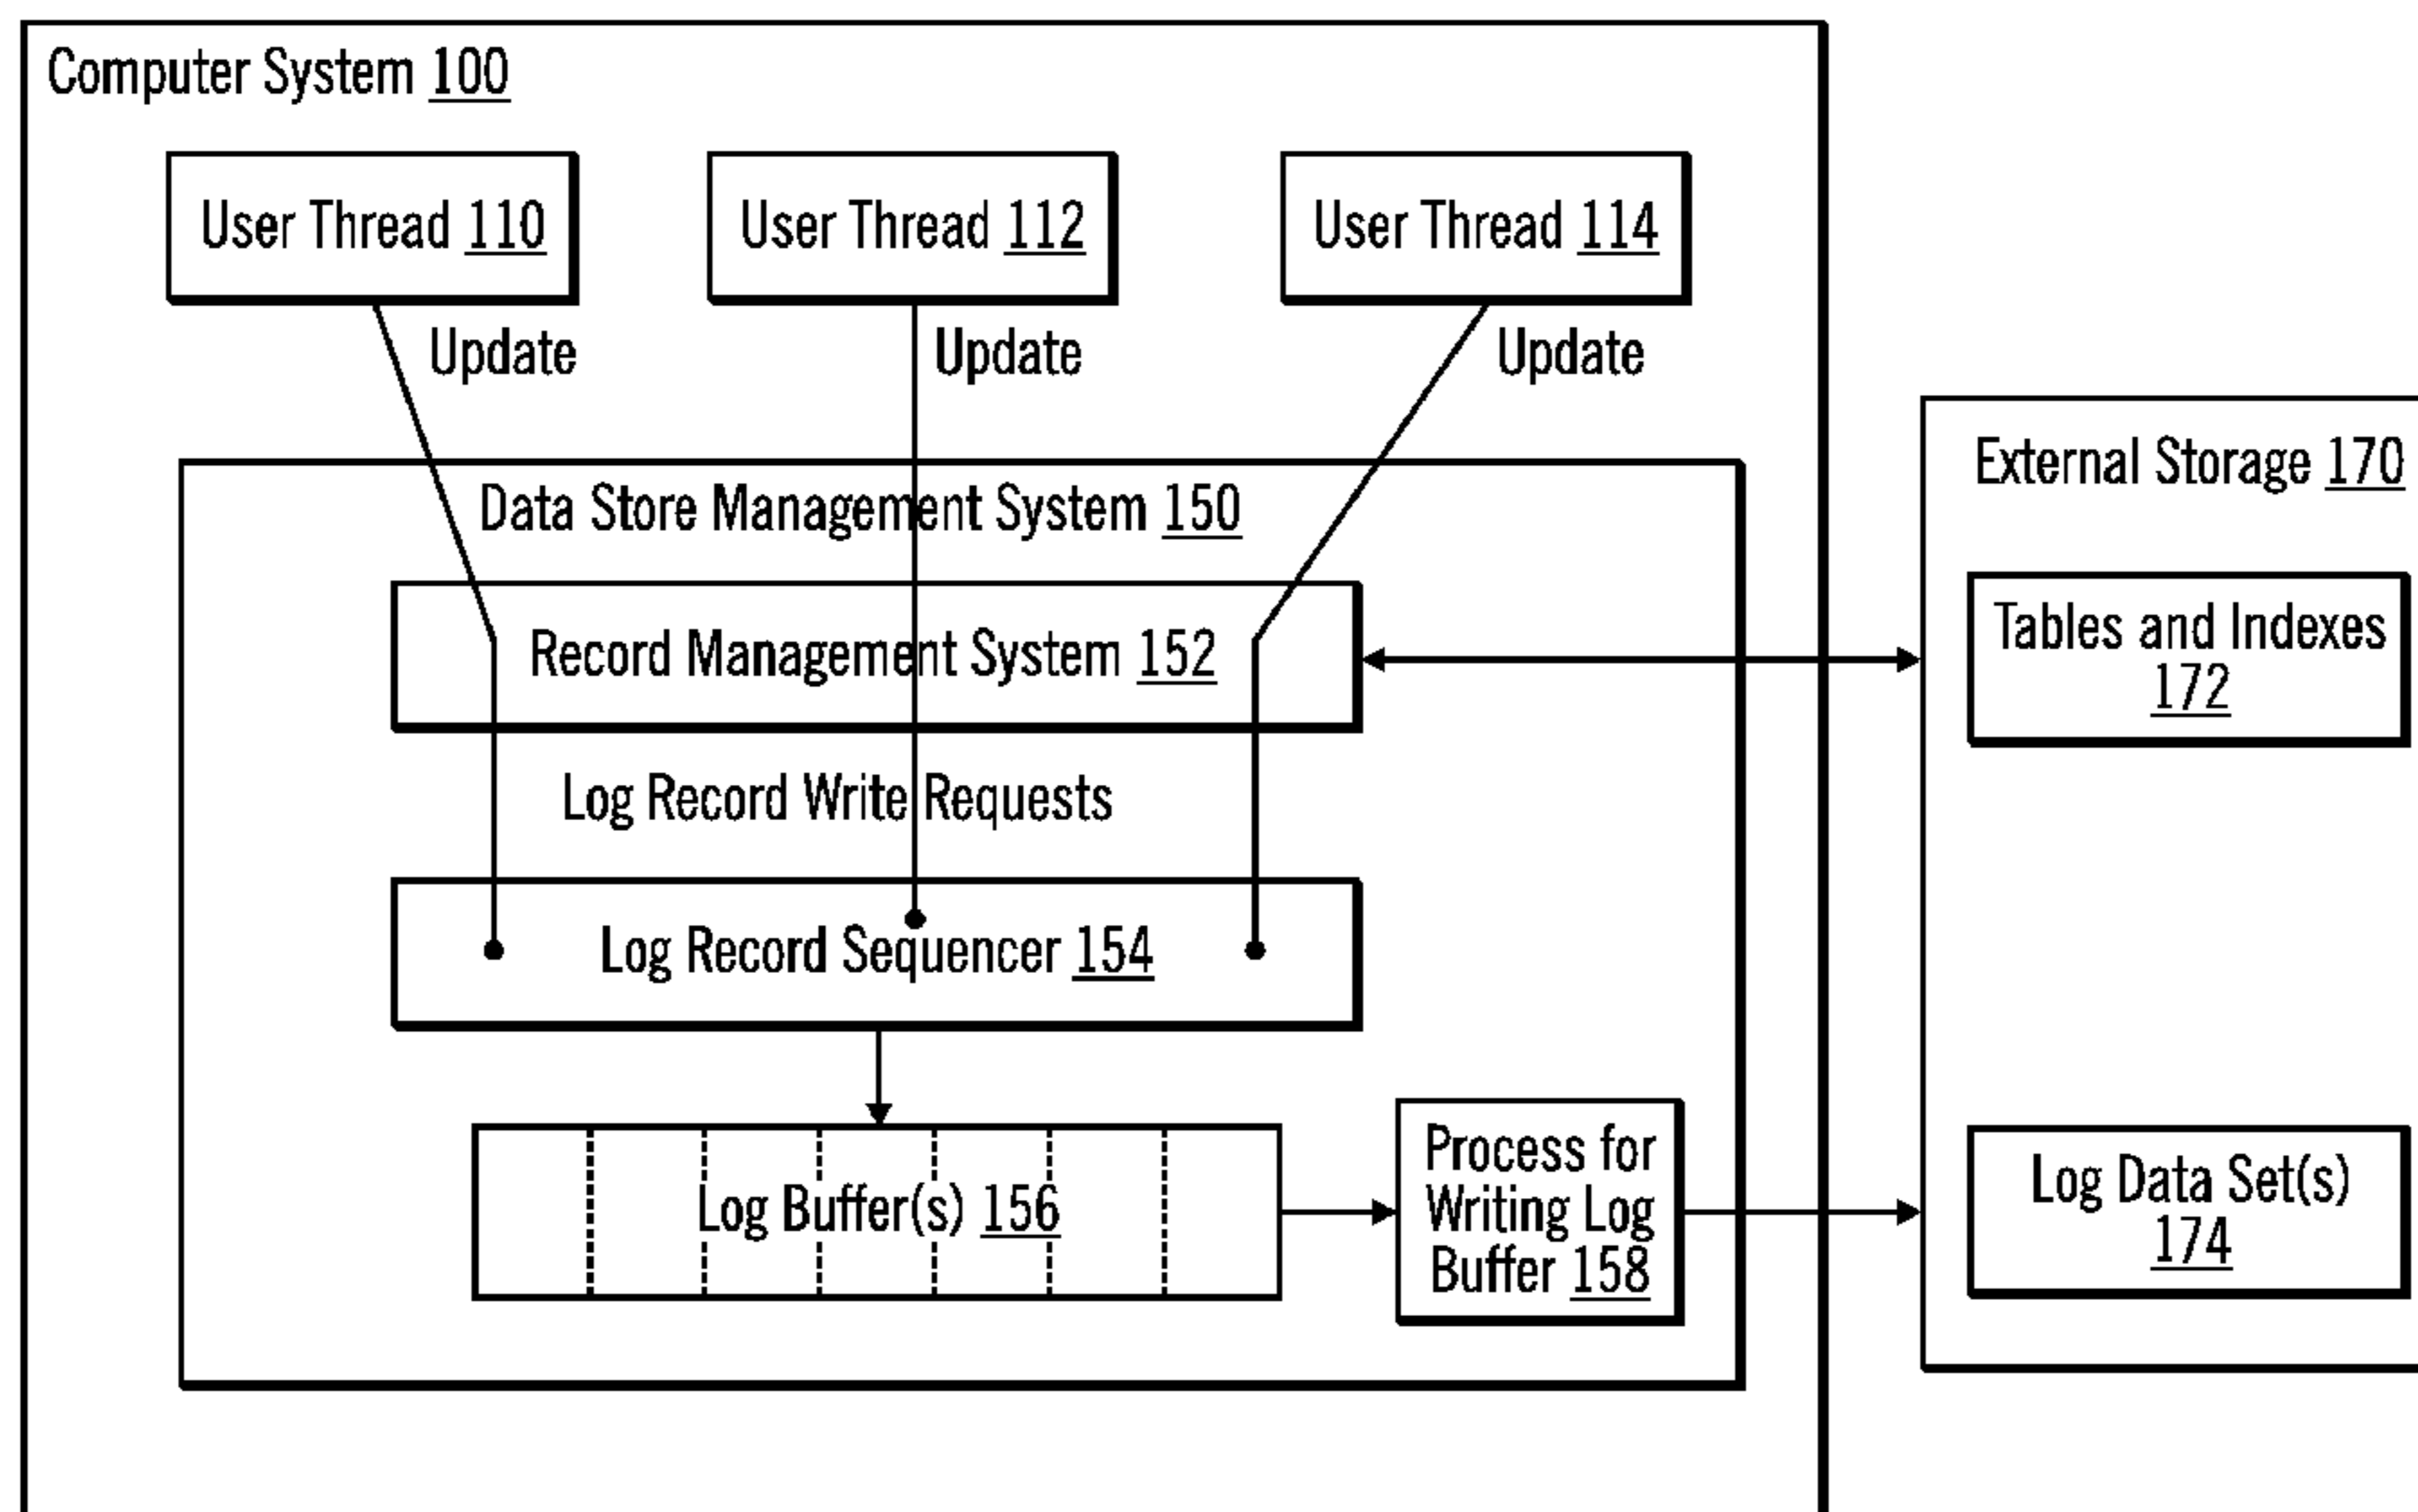 Computer System 100
User Thread 110
User Thread 112
User Thread 114
Update
Update
Update
Data Store Management System 150
External Storage 170
Record Management System 152
Tables and Indexes
172
Log Record Write Requests
Log Record Sequencer 154
Log Buffer(s) 156
Process for
Writing Log
Buffer 158
Log Data Set(s)
174